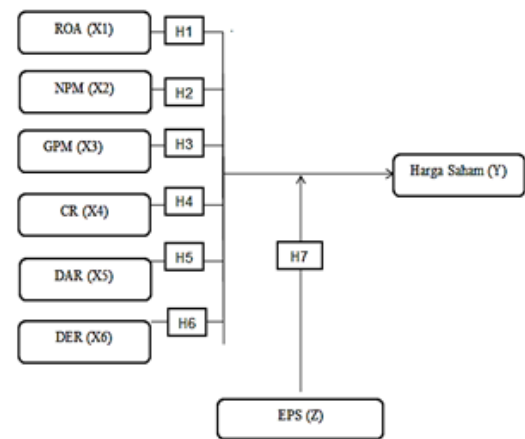 ROA (X1)
H1
NPM (X2)
H2
GPM (X3)
H3
Harga Saham (Y)
CR (X4)
H4
DAR (X5)
H5
H7
DER (X6)
H6
EPS (Z)